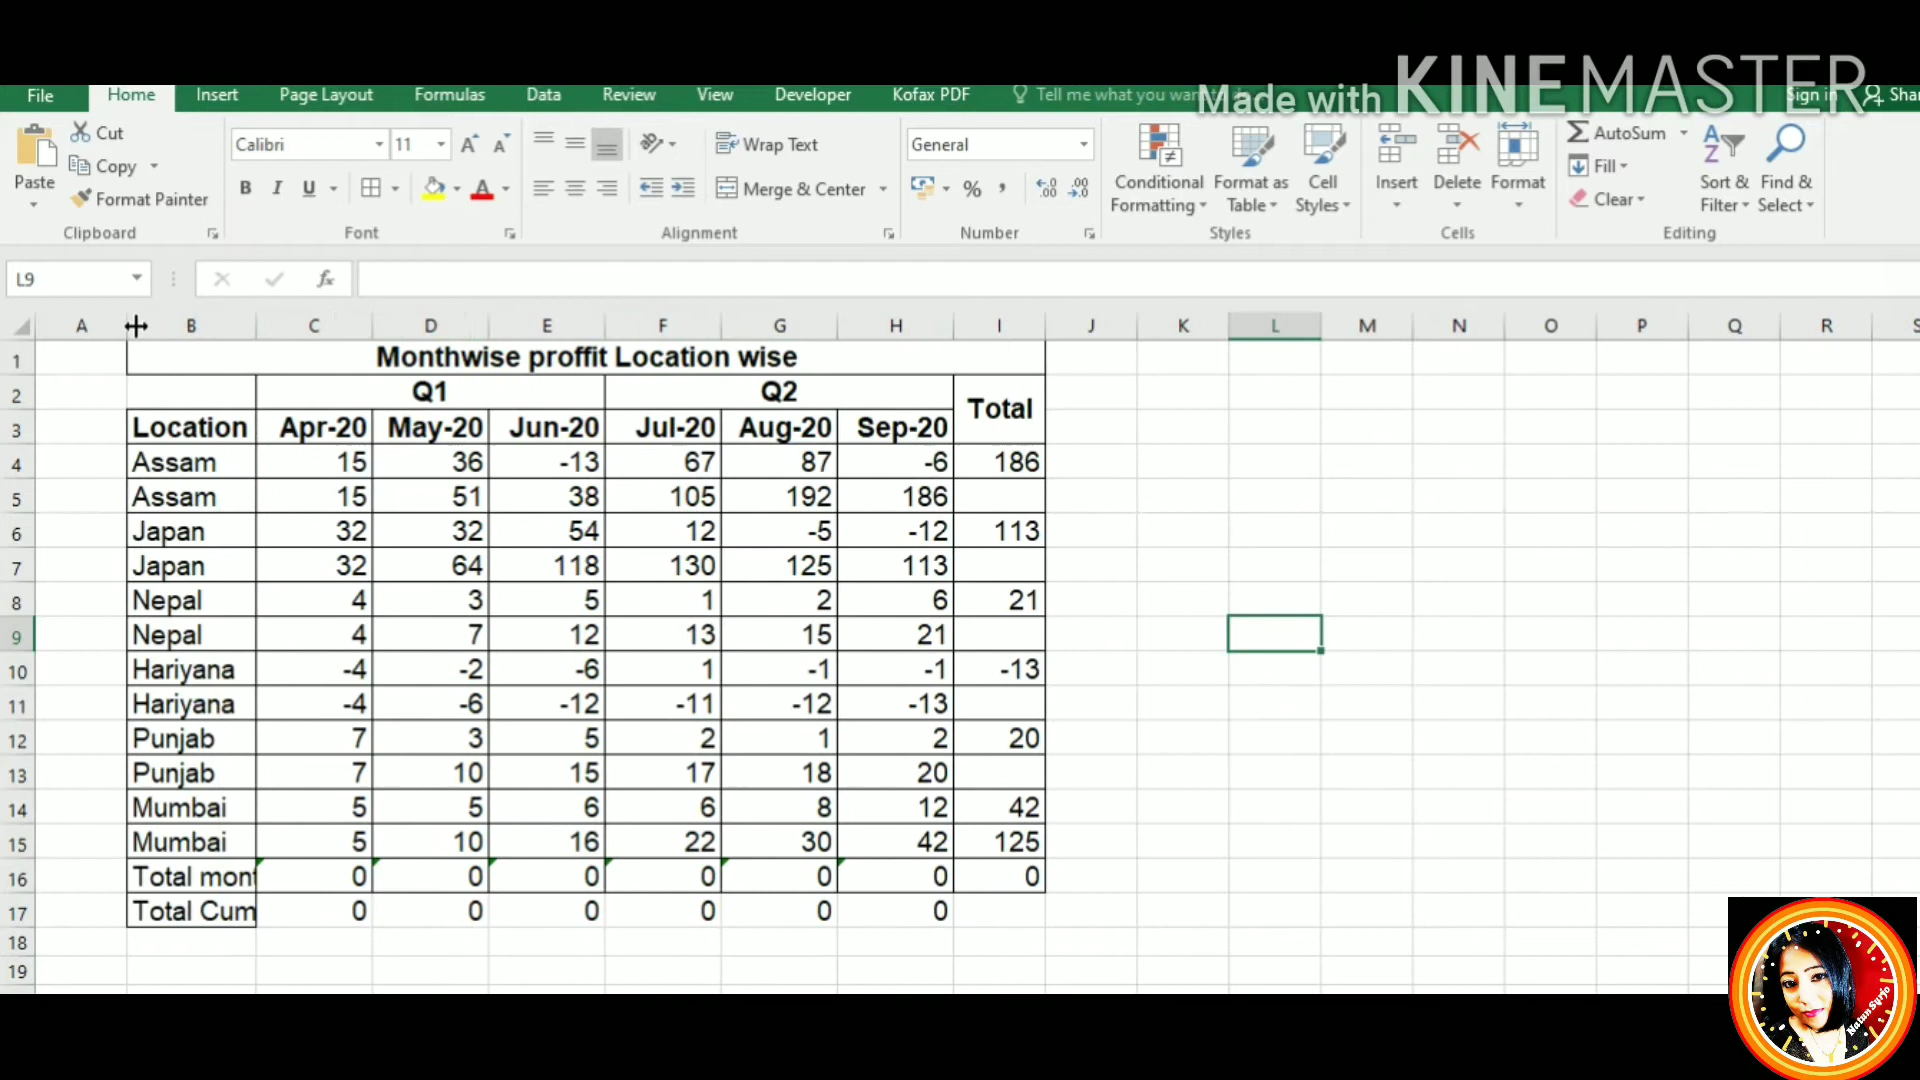 Made with KINEMASTER
File Home Insert Page Layout Formulas Data Review View Developer Kofax PDF Tell me what you want Sign in Shar
Cut
Copy
Format Painter
Paste
Clipboard
Calibri 11
B I U A
Font
Wrap Text
Merge & Center
Alignment
General
% , .00
Number
Conditional Formatting
Format as Table
Cell Styles
Styles
Insert Delete Format
Cells
AutoSum
Fill
Clear
Sort & Filter
Find & Select
Editing
L9 fx
A B C D E F G H I J K L M N O P Q R S
1 Monthwise proffit Location wise
2 Q1 Q2 Total
3 Location Apr-20 May-20 Jun-20 Jul-20 Aug-20 Sep-20
4 Assam 15 36 -13 67 87 -6 186
5 Assam 15 51 38 105 192 186
6 Japan 32 32 54 12 -5 -12 113
7 Japan 32 64 118 130 125 113
8 Nepal 4 3 5 1 2 6 21
9 Nepal 4 7 12 13 15 21
10 Hariyana -4 -2 -6 1 -1 -1 -13
11 Hariyana -4 -6 -12 -11 -12 -13
12 Punjab 7 3 5 2 1 2 20
13 Punjab 7 10 15 17 18 20
14 Mumbai 5 5 6 6 8 12 42
15 Mumbai 5 10 16 22 30 42 125
16 Total mont 0 0 0 0 0 0 0
17 Total Cum 0 0 0 0 0 0
18
19
NatunSurjo